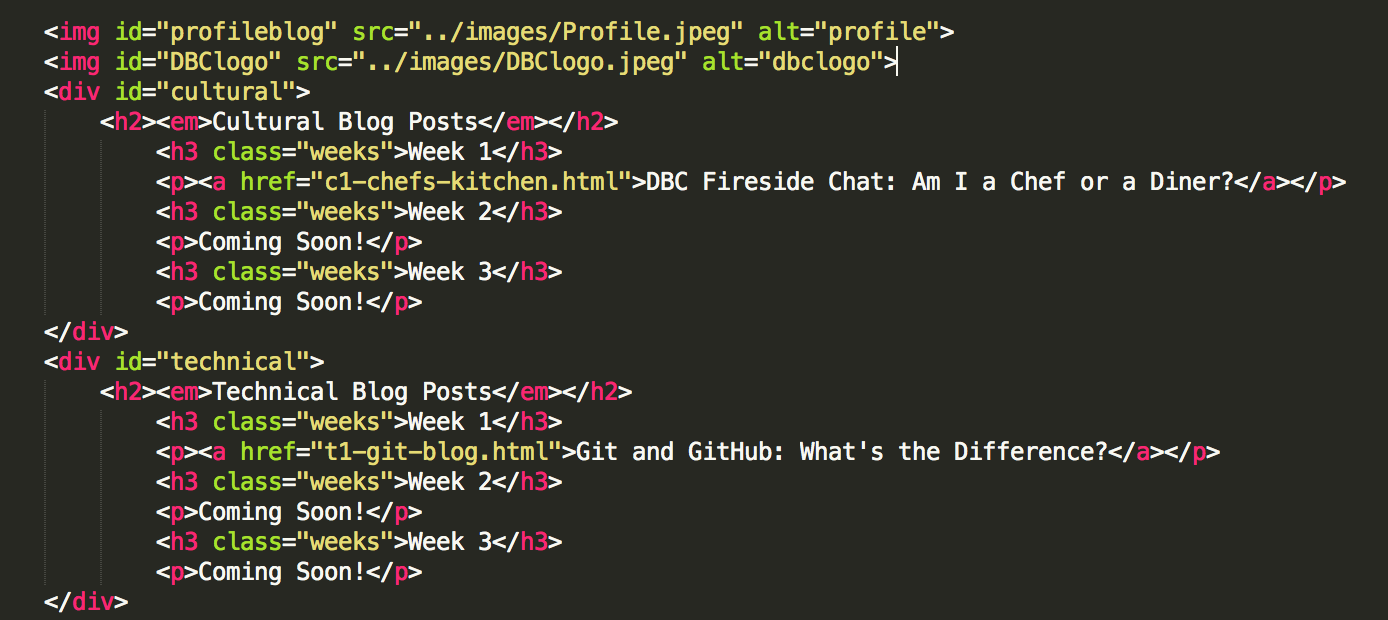 <img id="profileblog" src="../images/Profile.jpeg" alt="profile">
<img id="DBClogo" src="../images/DBClogo.jpeg" alt="dbclogo">
<div id="cultural">
    <h2><em>Cultural Blog Posts</em></h2>
        <h3 class="weeks">Week 1</h3>
        <p><a href="c1-chefs-kitchen.html">DBC Fireside Chat: Am I a Chef or a Diner?</a></p>
        <h3 class="weeks">Week 2</h3>
        <p>Coming Soon!</p>
        <h3 class="weeks">Week 3</h3>
        <p>Coming Soon!</p>
</div>
<div id="technical">
    <h2><em>Technical Blog Posts</em></h2>
        <h3 class="weeks">Week 1</h3>
        <p><a href="t1-git-blog.html">Git and GitHub: What's the Difference?</a></p>
        <h3 class="weeks">Week 2</h3>
        <p>Coming Soon!</p>
        <h3 class="weeks">Week 3</h3>
        <p>Coming Soon!</p>
</div>